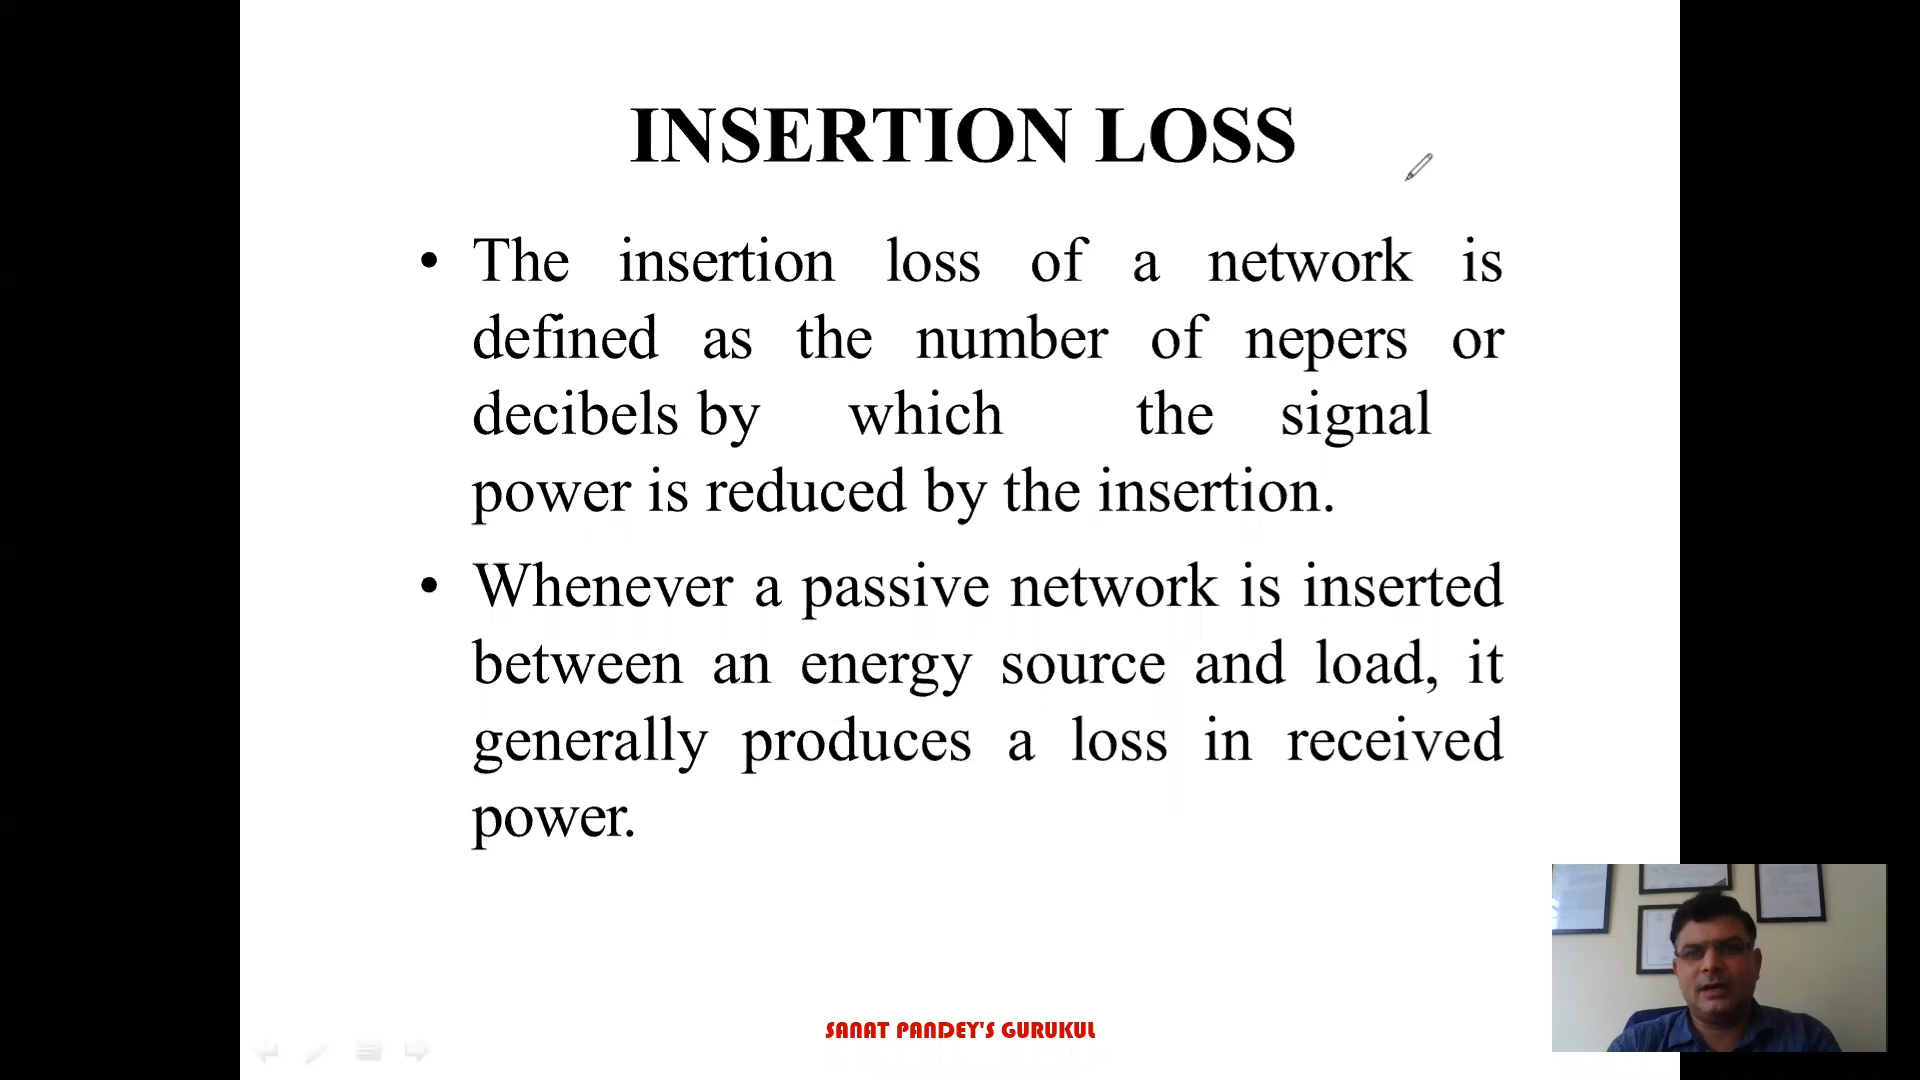 INSERTION LOSS
• The insertion loss of a network is
defined as the number of nepers or
decibels by which the signal
power is reduced by the insertion.
• Whenever a passive network is inserted
between an energy source and load, it
generally produces a loss in received
power.
SANAT PANDEY'S GURUKUL